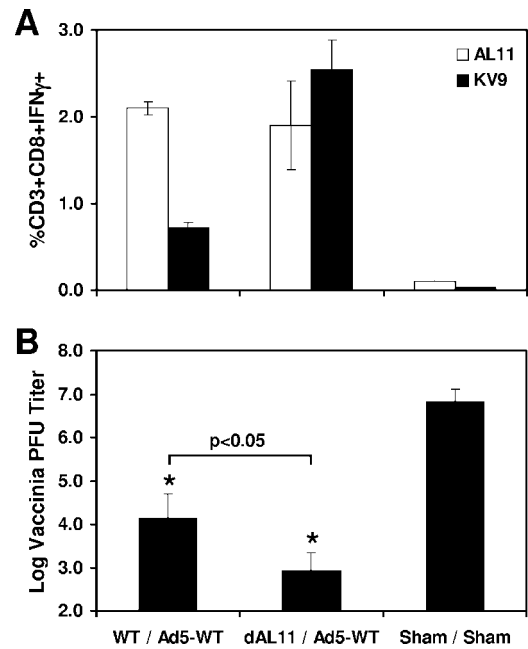 A
3.0
2.0
1.0
0.0
%CD3+CD8+IFNγ+
AL11
KV9
B
8.0
7.0
6.0
5.0
4.0
3.0
2.0
Log Vaccinia PFU Titer
p<0.05
*
*
WT / Ad5-WT
dAL11 / Ad5-WT
Sham / Sham